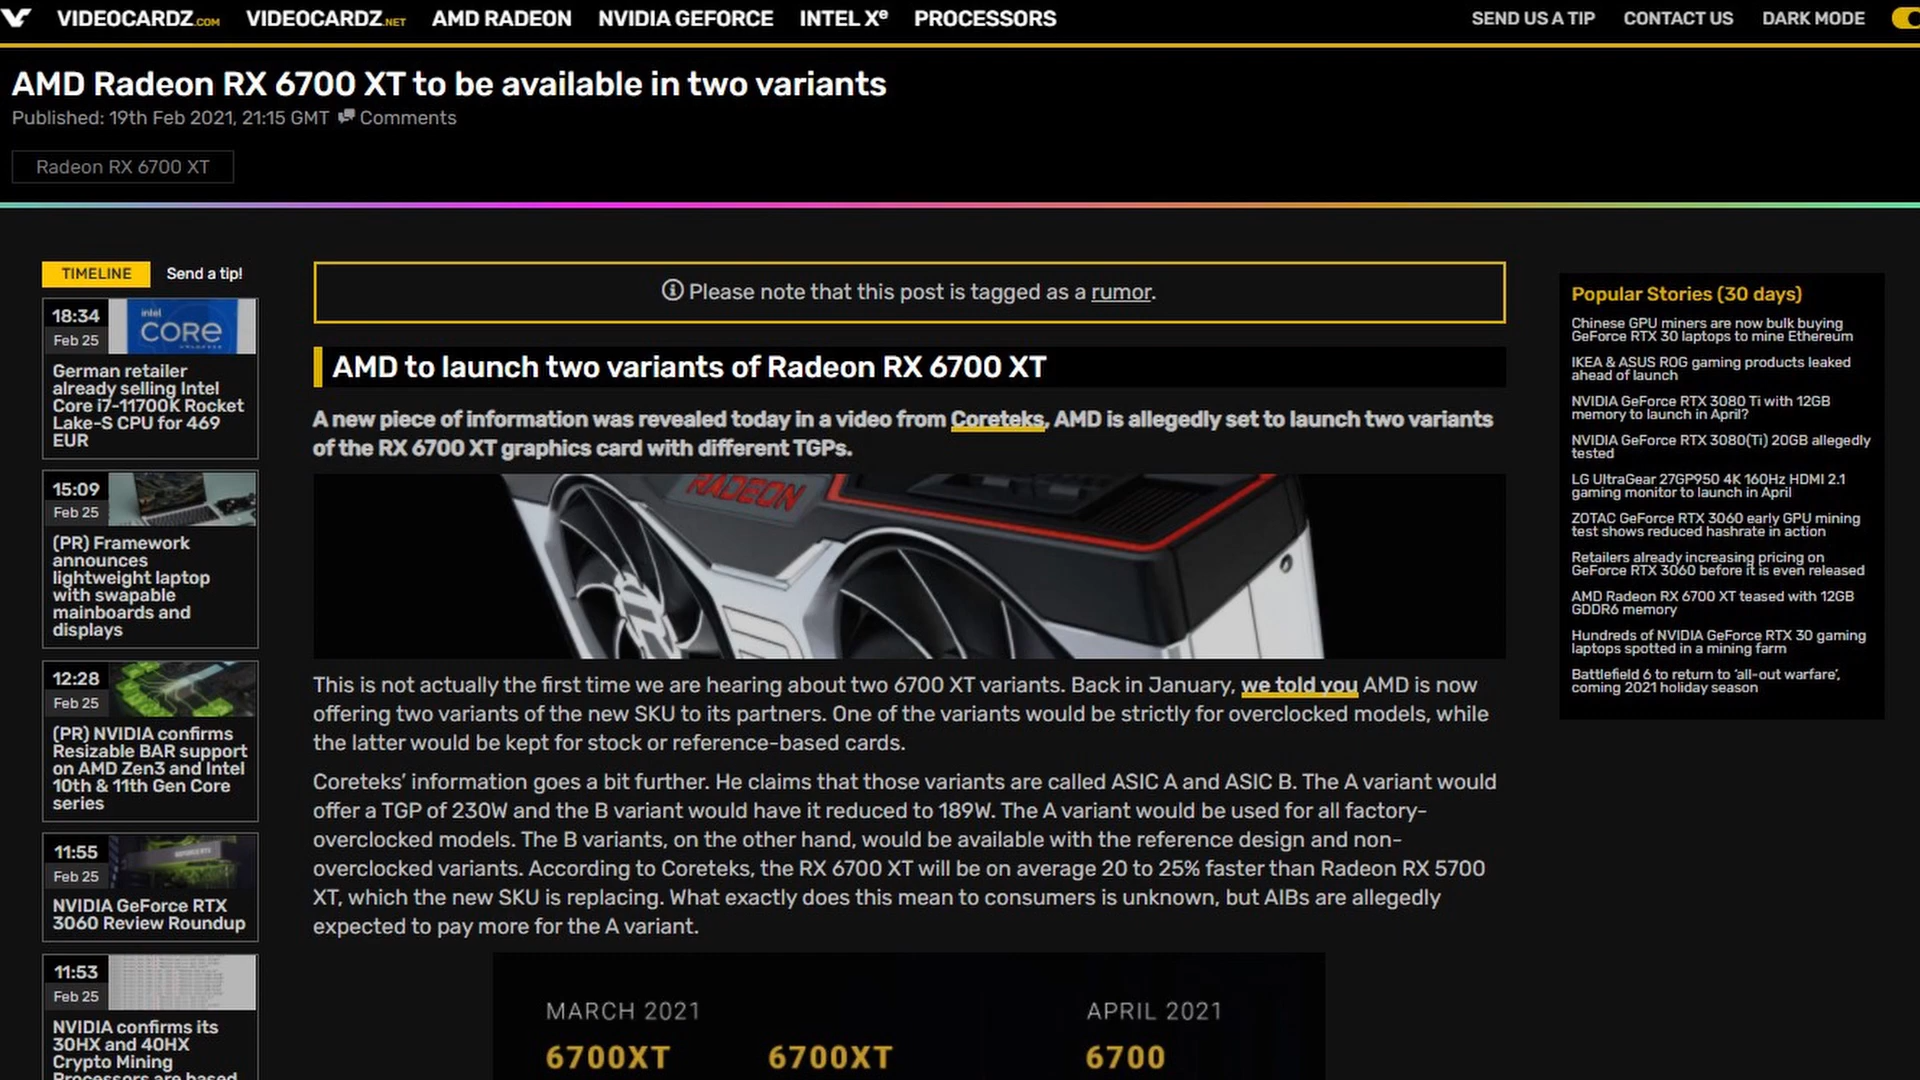 VIDEOCARDZ.COM VIDEOCARDZ.NET AMD RADEON NVIDIA GEFORCE INTEL Xe PROCESSORS SEND US A TIP CONTACT US DARK MODE
AMD Radeon RX 6700 XT to be available in two variants
Published: 19th Feb 2021, 21:15 GMT Comments
Radeon RX 6700 XT
TIMELINE Send a tip!
18:34
Feb 25
intel
CORE
German retailer
already selling Intel
Core i7-11700K Rocket
Lake-S CPU for 469
EUR
15:09
Feb 25
(PR) Framework
announces
lightweight laptop
with swapable
mainboards and
displays
12:28
Feb 25
(PR) NVIDIA confirms
Resizable BAR support
on AMD Zen3 and Intel
10th & 11th Gen Core
series
11:55
Feb 25
NVIDIA GeForce RTX
3060 Review Roundup
11:53
Feb 25
NVIDIA confirms its
30HX and 40HX
Crypto Mining
Processors are based
Please note that this post is tagged as a rumor.
AMD to launch two variants of Radeon RX 6700 XT
A new piece of information was revealed today in a video from Coreteks, AMD is allegedly set to launch two variants
of the RX 6700 XT graphics card with different TGPs.
RADEON
This is not actually the first time we are hearing about two 6700 XT variants. Back in January, we told you AMD is now
offering two variants of the new SKU to its partners. One of the variants would be strictly for overclocked models, while
the latter would be kept for stock or reference-based cards.
Coreteks’ information goes a bit further. He claims that those variants are called ASIC A and ASIC B. The A variant would
offer a TGP of 230W and the B variant would have it reduced to 189W. The A variant would be used for all factory-
overclocked models. The B variants, on the other hand, would be available with the reference design and non-
overclocked variants. According to Coreteks, the RX 6700 XT will be on average 20 to 25% faster than Radeon RX 5700
XT, which the new SKU is replacing. What exactly does this mean to consumers is unknown, but AIBs are allegedly
expected to pay more for the A variant.
MARCH 2021 APRIL 2021
6700XT 6700XT 6700
Popular Stories (30 days)
Chinese GPU miners are now bulk buying
GeForce RTX 30 laptops to mine Ethereum
IKEA & ASUS ROG gaming products leaked
ahead of launch
NVIDIA GeForce RTX 3080 Ti with 12GB
memory to launch in April?
NVIDIA GeForce RTX 3080(Ti) 20GB allegedly
tested
LG UltraGear 27GP950 4K 160Hz HDMI 2.1
gaming monitor to launch in April
ZOTAC GeForce RTX 3060 early GPU mining
test shows reduced hashrate in action
Retailers already increasing pricing on
GeForce RTX 3060 before it is even released
AMD Radeon RX 6700 XT teased with 12GB
GDDR6 memory
Hundreds of NVIDIA GeForce RTX 30 gaming
laptops spotted in a mining farm
Battlefield 6 to return to ‘all-out warfare’,
coming 2021 holiday season